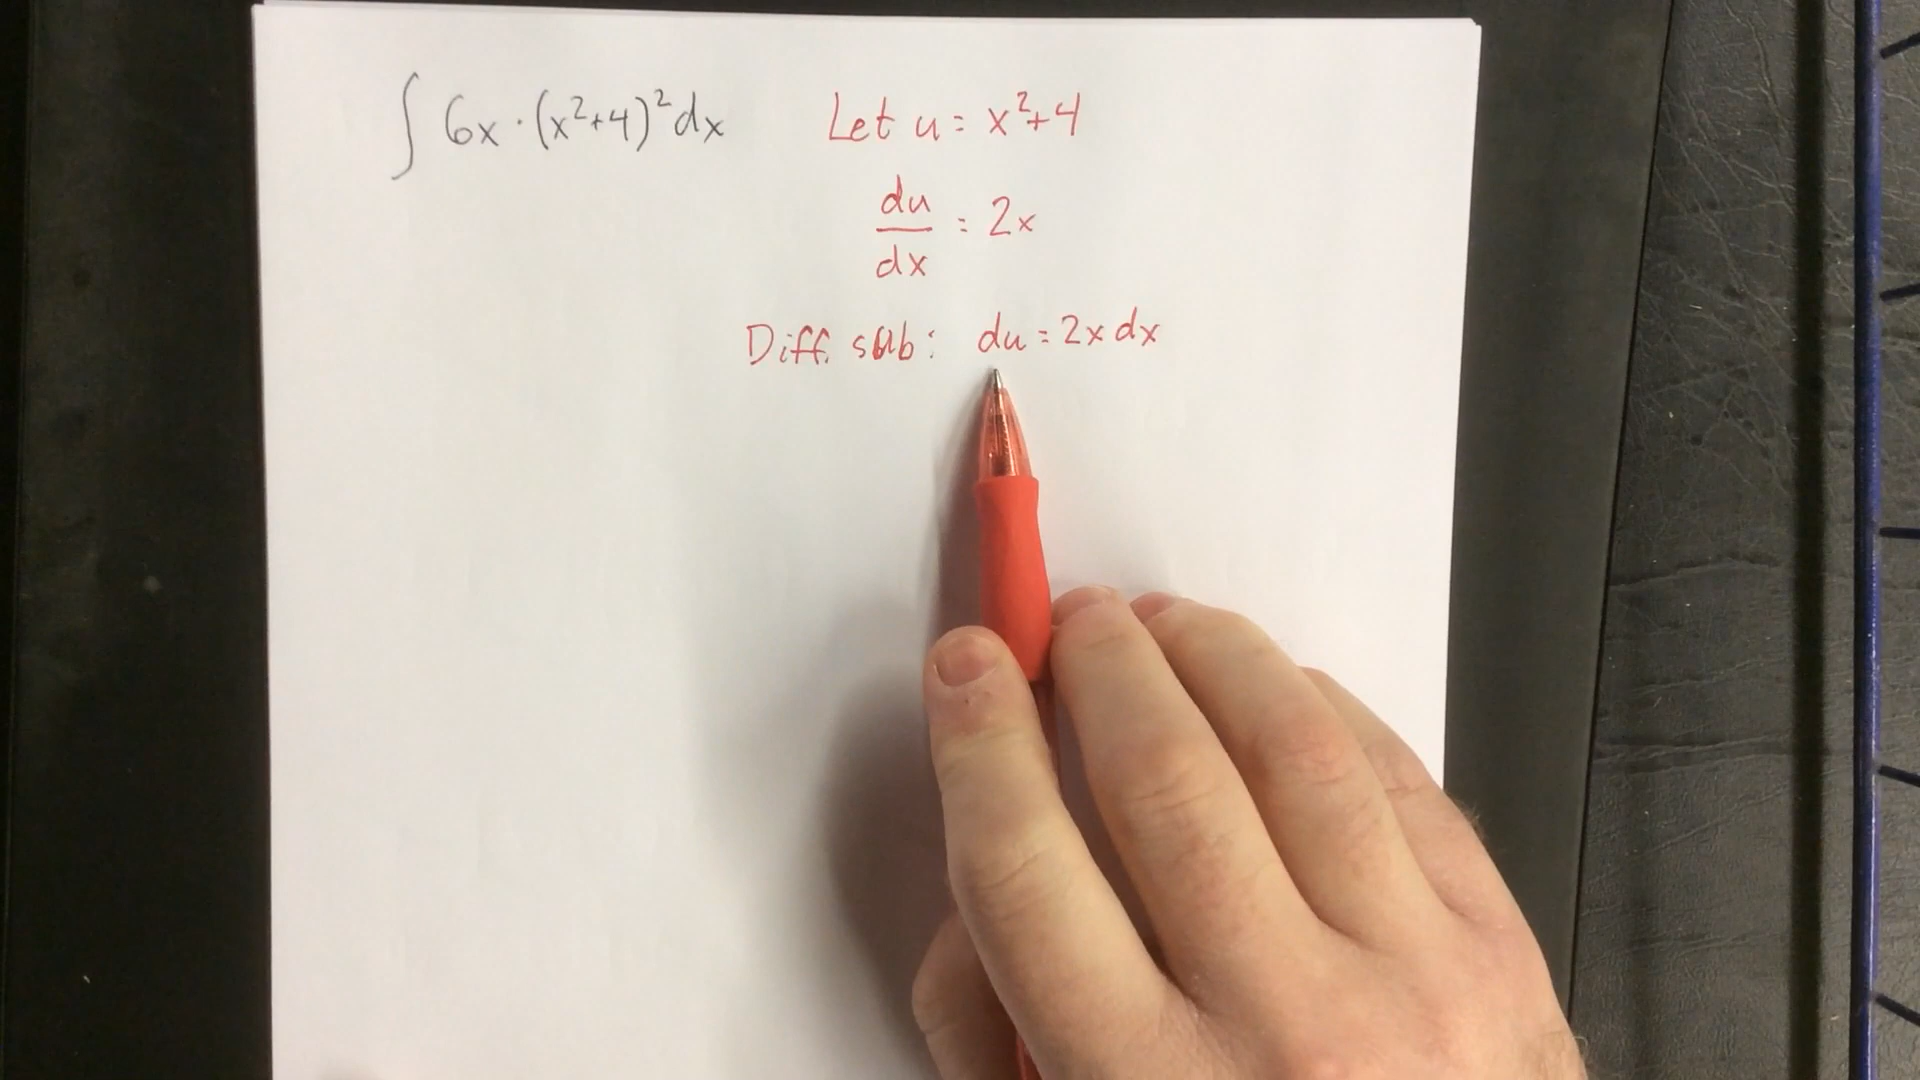 ∫ 6x · (x²+4)² dx Let u = x²+4
du/dx = 2x
Diff. sub: du = 2x dx